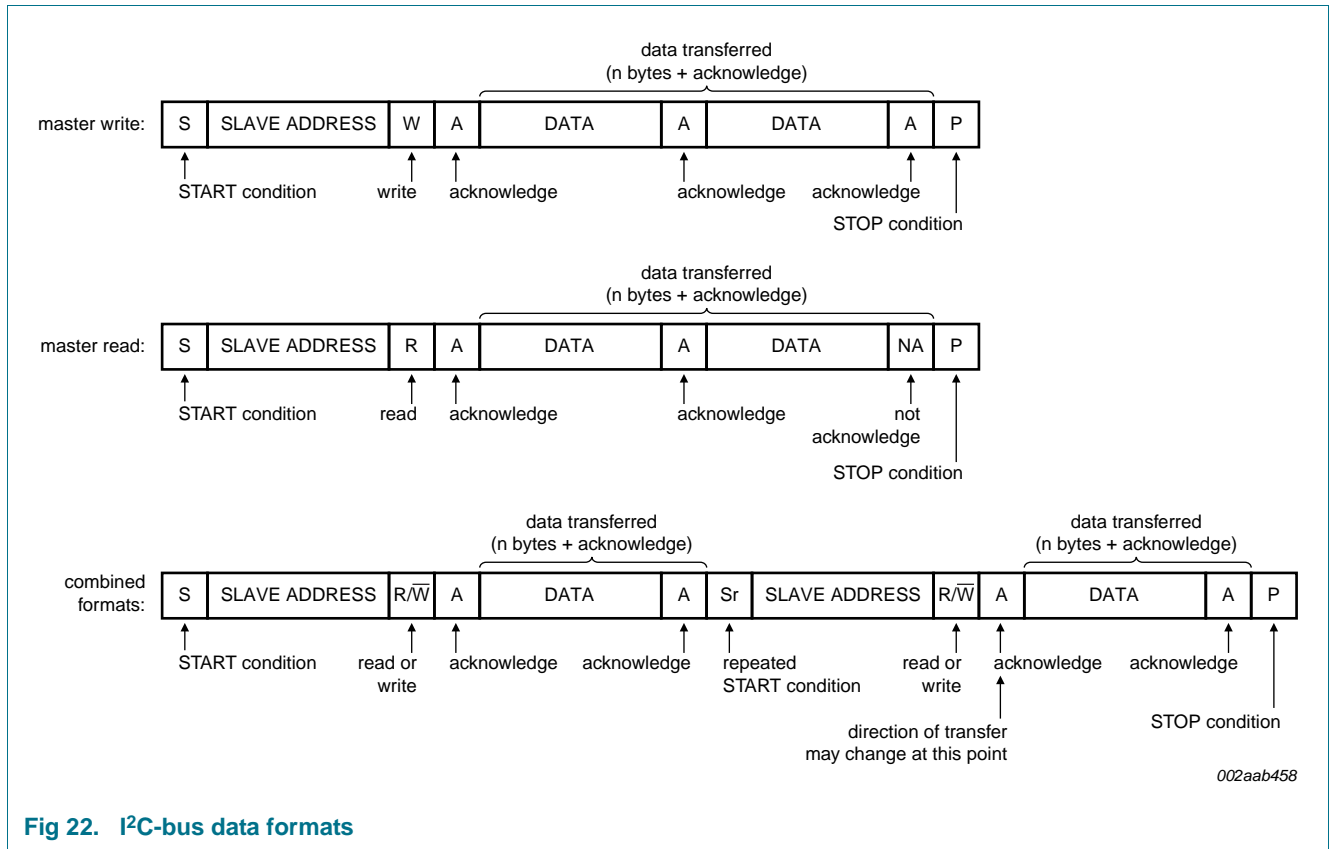 data transferred
(n bytes + acknowledge)
master write: S SLAVE ADDRESS W A DATA A DATA A P
START condition write acknowledge acknowledge acknowledge
STOP condition
data transferred
(n bytes + acknowledge)
master read: S SLAVE ADDRESS R A DATA A DATA NA P
START condition read acknowledge acknowledge not
acknowledge
STOP condition
data transferred data transferred
(n bytes + acknowledge) (n bytes + acknowledge)
combined
formats: S SLAVE ADDRESS R/W̅ A DATA A Sr SLAVE ADDRESS R/W̅ A DATA A P
START condition read or acknowledge acknowledge repeated read or acknowledge acknowledge
write START condition write
STOP condition
direction of transfer
may change at this point
002aab458
Fig 22. I²C-bus data formats